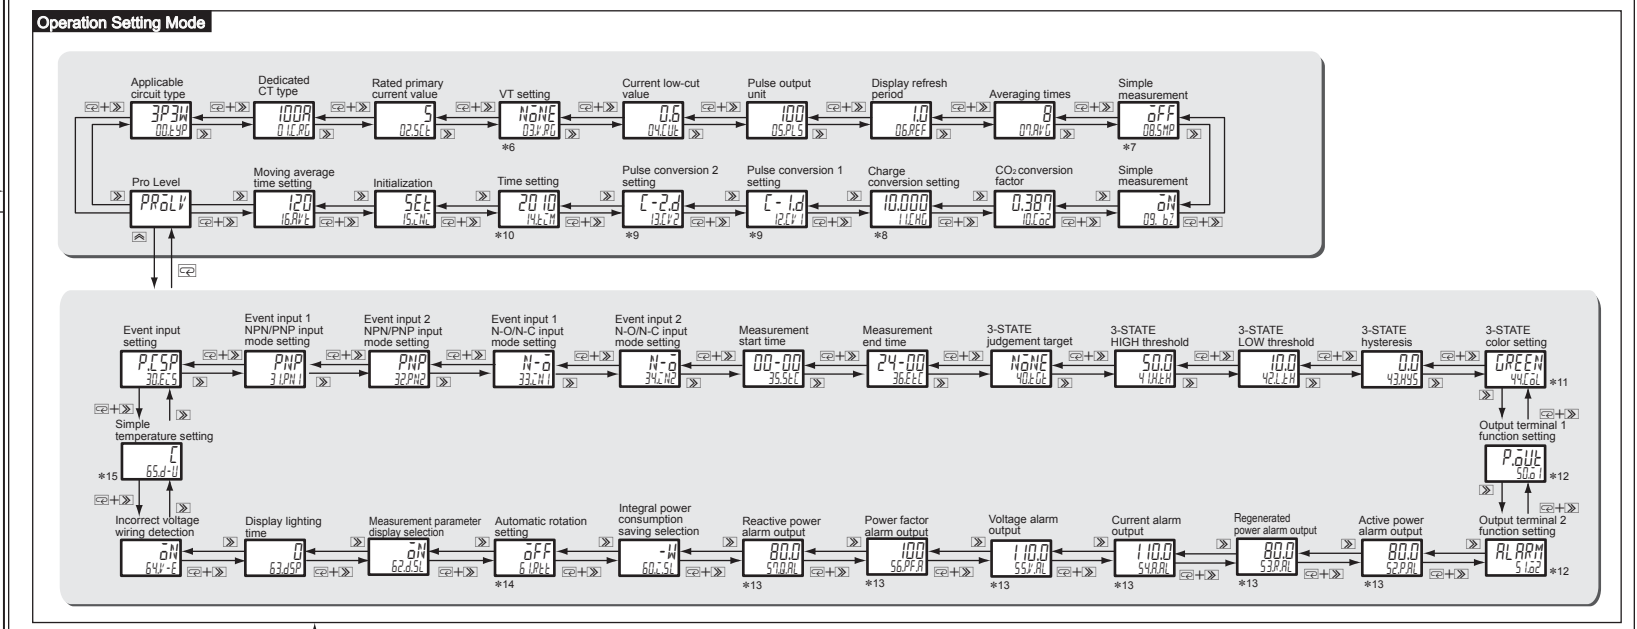 Operation Setting Mode
Applicable
circuit type
3P3W
00.tYP
Dedicated
CT type
100A
01.C.RG
Rated primary
current value
5
02.SCt
VT setting
NoNE
03.V.RG
*6
Current low-cut
value
0.6
04.CUt
Pulse output
unit
100
05.PLS
Display refresh
period
1.0
06.REF
Averaging times
8
07.AVG
Simple
measurement
oFF
08.SMP
*7
Pro Level
PRoLV
Moving average
time setting
120
16.AVt
Initialization
SEt
15.iNi
Time setting
2010
14.tiM
*10
Pulse conversion 2
setting
C-2.d
13.CV2
*9
Pulse conversion 1
setting
C-1.d
12.CV1
*9
Charge
conversion setting
10.000
11.CHG
*8
CO2 conversion
factor
0.387
10.Co2
Simple
measurement
oN
09. bZ
Event input
setting
P.CSP
30.EtS
Event input 1
NPN/PNP input
mode setting
PNP
31.PN1
Event input 2
NPN/PNP input
mode setting
PNP
32.PN2
Event input 1
N-O/N-C input
mode setting
N-o
33.iN1
Event input 2
N-O/N-C input
mode setting
N-o
34.iN2
Measurement
start time
00-00
35.StC
Measurement
end time
24-00
36.EtC
3-STATE
judgement target
NoNE
40.tGt
3-STATE
HIGH threshold
50.0
41.H.tH
3-STATE
LOW threshold
10.0
42.L.tH
3-STATE
hysteresis
0.0
43.HYS
3-STATE
color setting
GREEN
44.CoL
*11
Simple
temperature setting
C
65.d-U
*15
Output terminal 1
function setting
P.oUt
50.o1
*12
Incorrect voltage
wiring detection
oN
64.V-E
Display lighting
time
0
63.dSP
Measurement parameter
display selection
oN
62.d.SL
Automatic rotation
setting
oFF
61.Rtt
*14
Integral power
consumption
saving selection
-W
60.i.SL
Reactive power
alarm output
80.0
57.Q.AL
*13
Power factor
alarm output
100
56.PF.A
*13
Voltage alarm
output
110.0
55.V.AL
*13
Current alarm
output
110.0
54.A.AL
*13
Regenerated
power alarm output
80.0
53.R.AL
*13
Active power
alarm output
80.0
52.P.AL
*13
Output terminal 2
function setting
ALARM
51.o2
*12